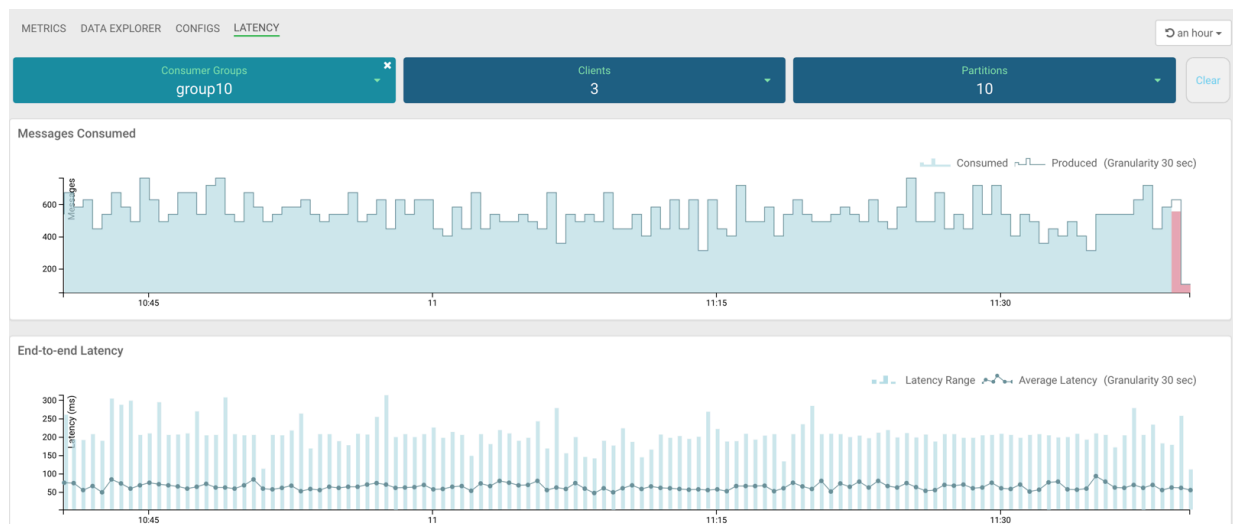 METRICS DATA EXPLORER CONFIGS LATENCY
an hour
Consumer Groups
group10
Clients
3
Partitions
10
Clear
Messages Consumed
Consumed Produced (Granularity 30 sec)
Messages
600
400
200
10:45 11 11:15 11:30
End-to-end Latency
Latency Range Average Latency (Granularity 30 sec)
Latency (ms)
300
250
200
150
100
50
10:45 11 11:15 11:30